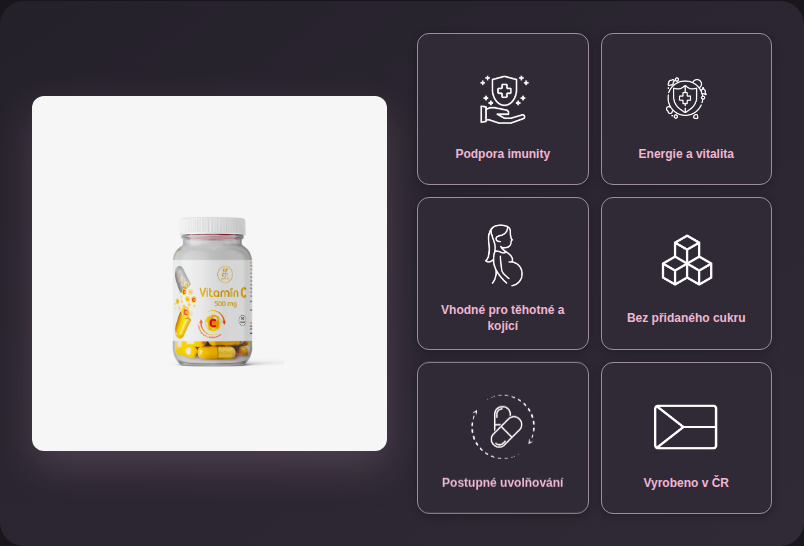 Vitamín C
500 mg
C
Podpora imunity
Energie a vitalita
Vhodné pro těhotné a
kojící
Bez přidaného cukru
Postupné uvolňování
Vyrobeno v ČR